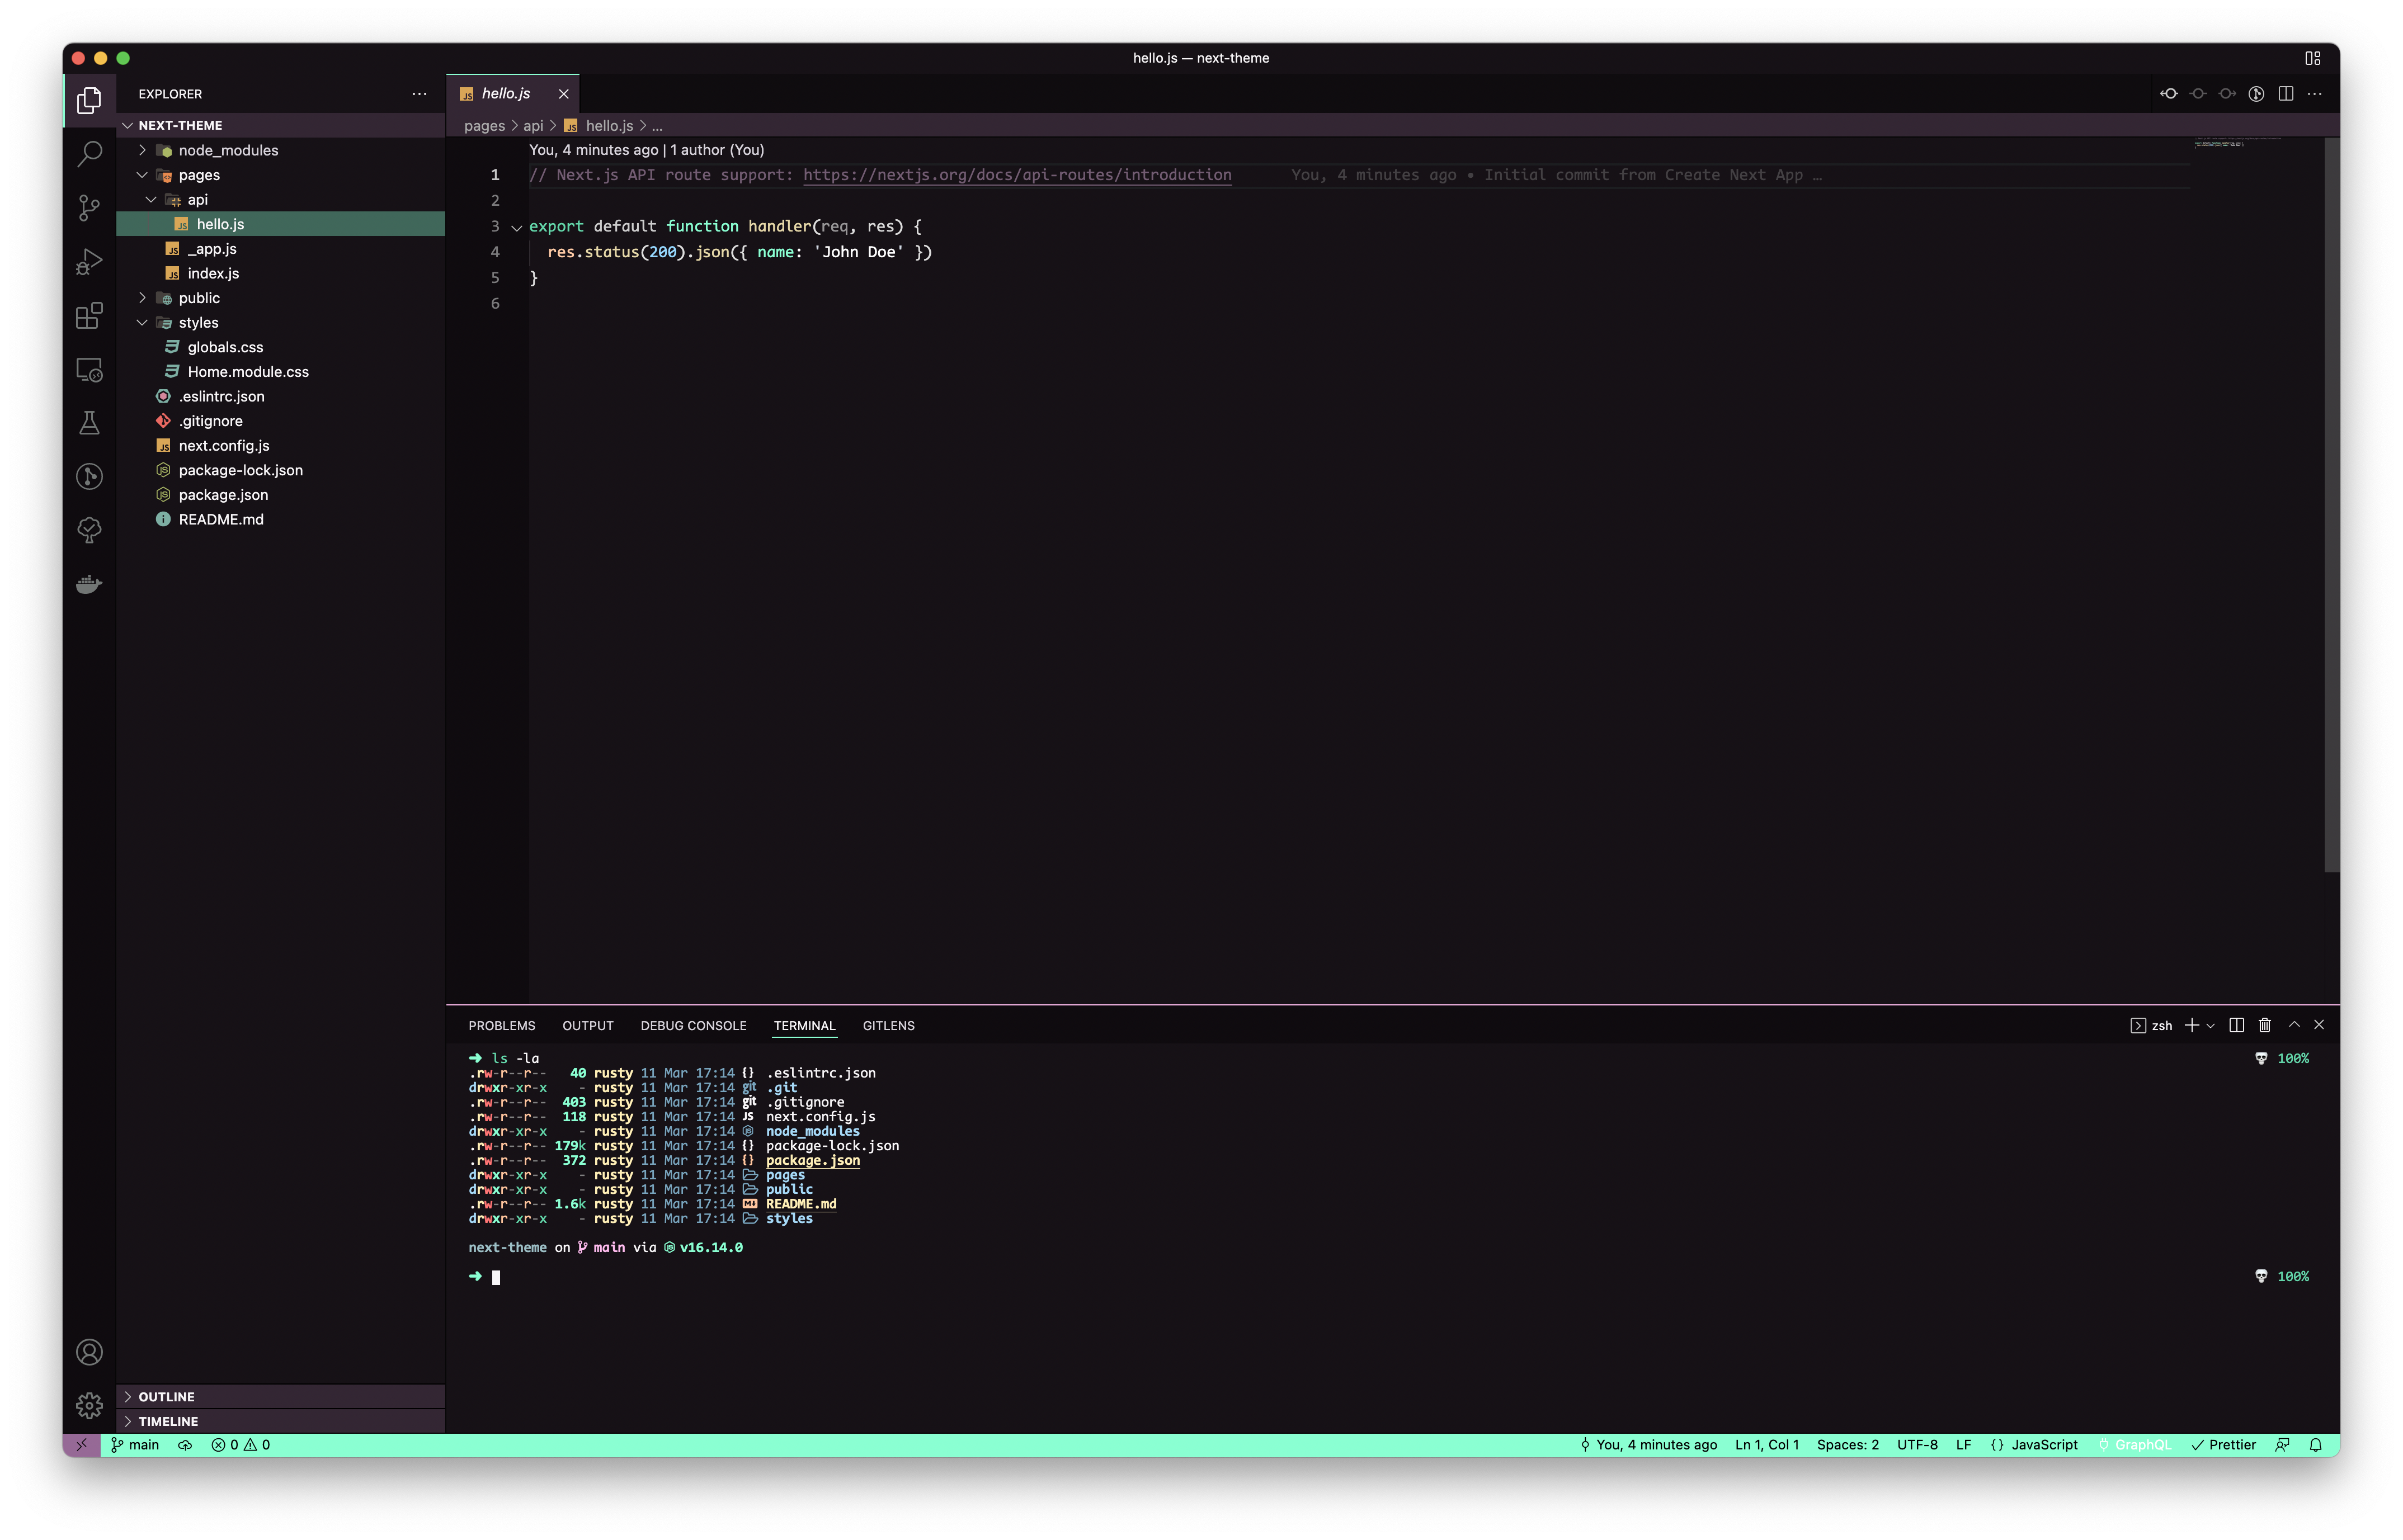 hello.js — next-theme
EXPLORER
hello.js
NEXT-THEME
pages > api > hello.js > ...
node_modules
pages
api
hello.js
_app.js
index.js
public
styles
globals.css
Home.module.css
.eslintrc.json
.gitignore
next.config.js
package-lock.json
package.json
README.md
OUTLINE
TIMELINE
You, 4 minutes ago | 1 author (You)
1 // Next.js API route support: https://nextjs.org/docs/api-routes/introduction You, 4 minutes ago • Initial commit from Create Next App …
2
3 export default function handler(req, res) {
4 res.status(200).json({ name: 'John Doe' })
5 }
6
PROBLEMS OUTPUT DEBUG CONSOLE TERMINAL GITLENS zsh
➜ ls -la 100%
.rw-r--r-- 40 rusty 11 Mar 17:14 {} .eslintrc.json
drwxr-xr-x - rusty 11 Mar 17:14 git .git
.rw-r--r-- 403 rusty 11 Mar 17:14 git .gitignore
.rw-r--r-- 118 rusty 11 Mar 17:14 JS next.config.js
drwxr-xr-x - rusty 11 Mar 17:14 node_modules
.rw-r--r-- 179k rusty 11 Mar 17:14 {} package-lock.json
.rw-r--r-- 372 rusty 11 Mar 17:14 {} package.json
drwxr-xr-x - rusty 11 Mar 17:14 pages
drwxr-xr-x - rusty 11 Mar 17:14 public
.rw-r--r-- 1.6k rusty 11 Mar 17:14 README.md
drwxr-xr-x - rusty 11 Mar 17:14 styles
next-theme on main via v16.14.0
➜ 100%
main 0 0 You, 4 minutes ago Ln 1, Col 1 Spaces: 2 UTF-8 LF {} JavaScript GraphQL Prettier